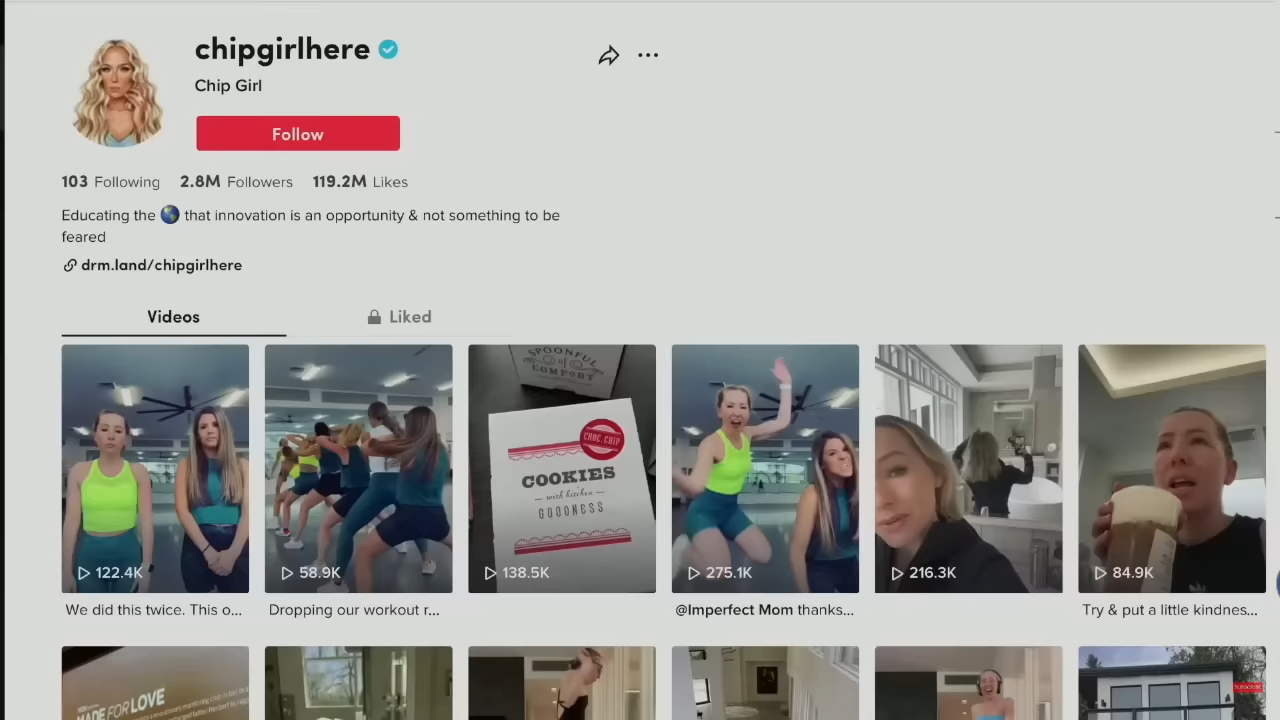 chipgirlhere
Chip Girl
Follow
103 Following 2.8M Followers 119.2M Likes
Educating the 🌎 that innovation is an opportunity & not something to be
feared
drm.land/chipgirlhere
Videos
Liked
SPOONFUL
of
COMFORT
CHOC CHIP
COOKIES
with kitchen
GOODNESS
122.4K
58.9K
138.5K
275.1K
216.3K
84.9K
We did this twice. This o...
Dropping our workout r...
@Imperfect Mom thanks...
Try & put a little kindnes...
MADE FOR LOVE